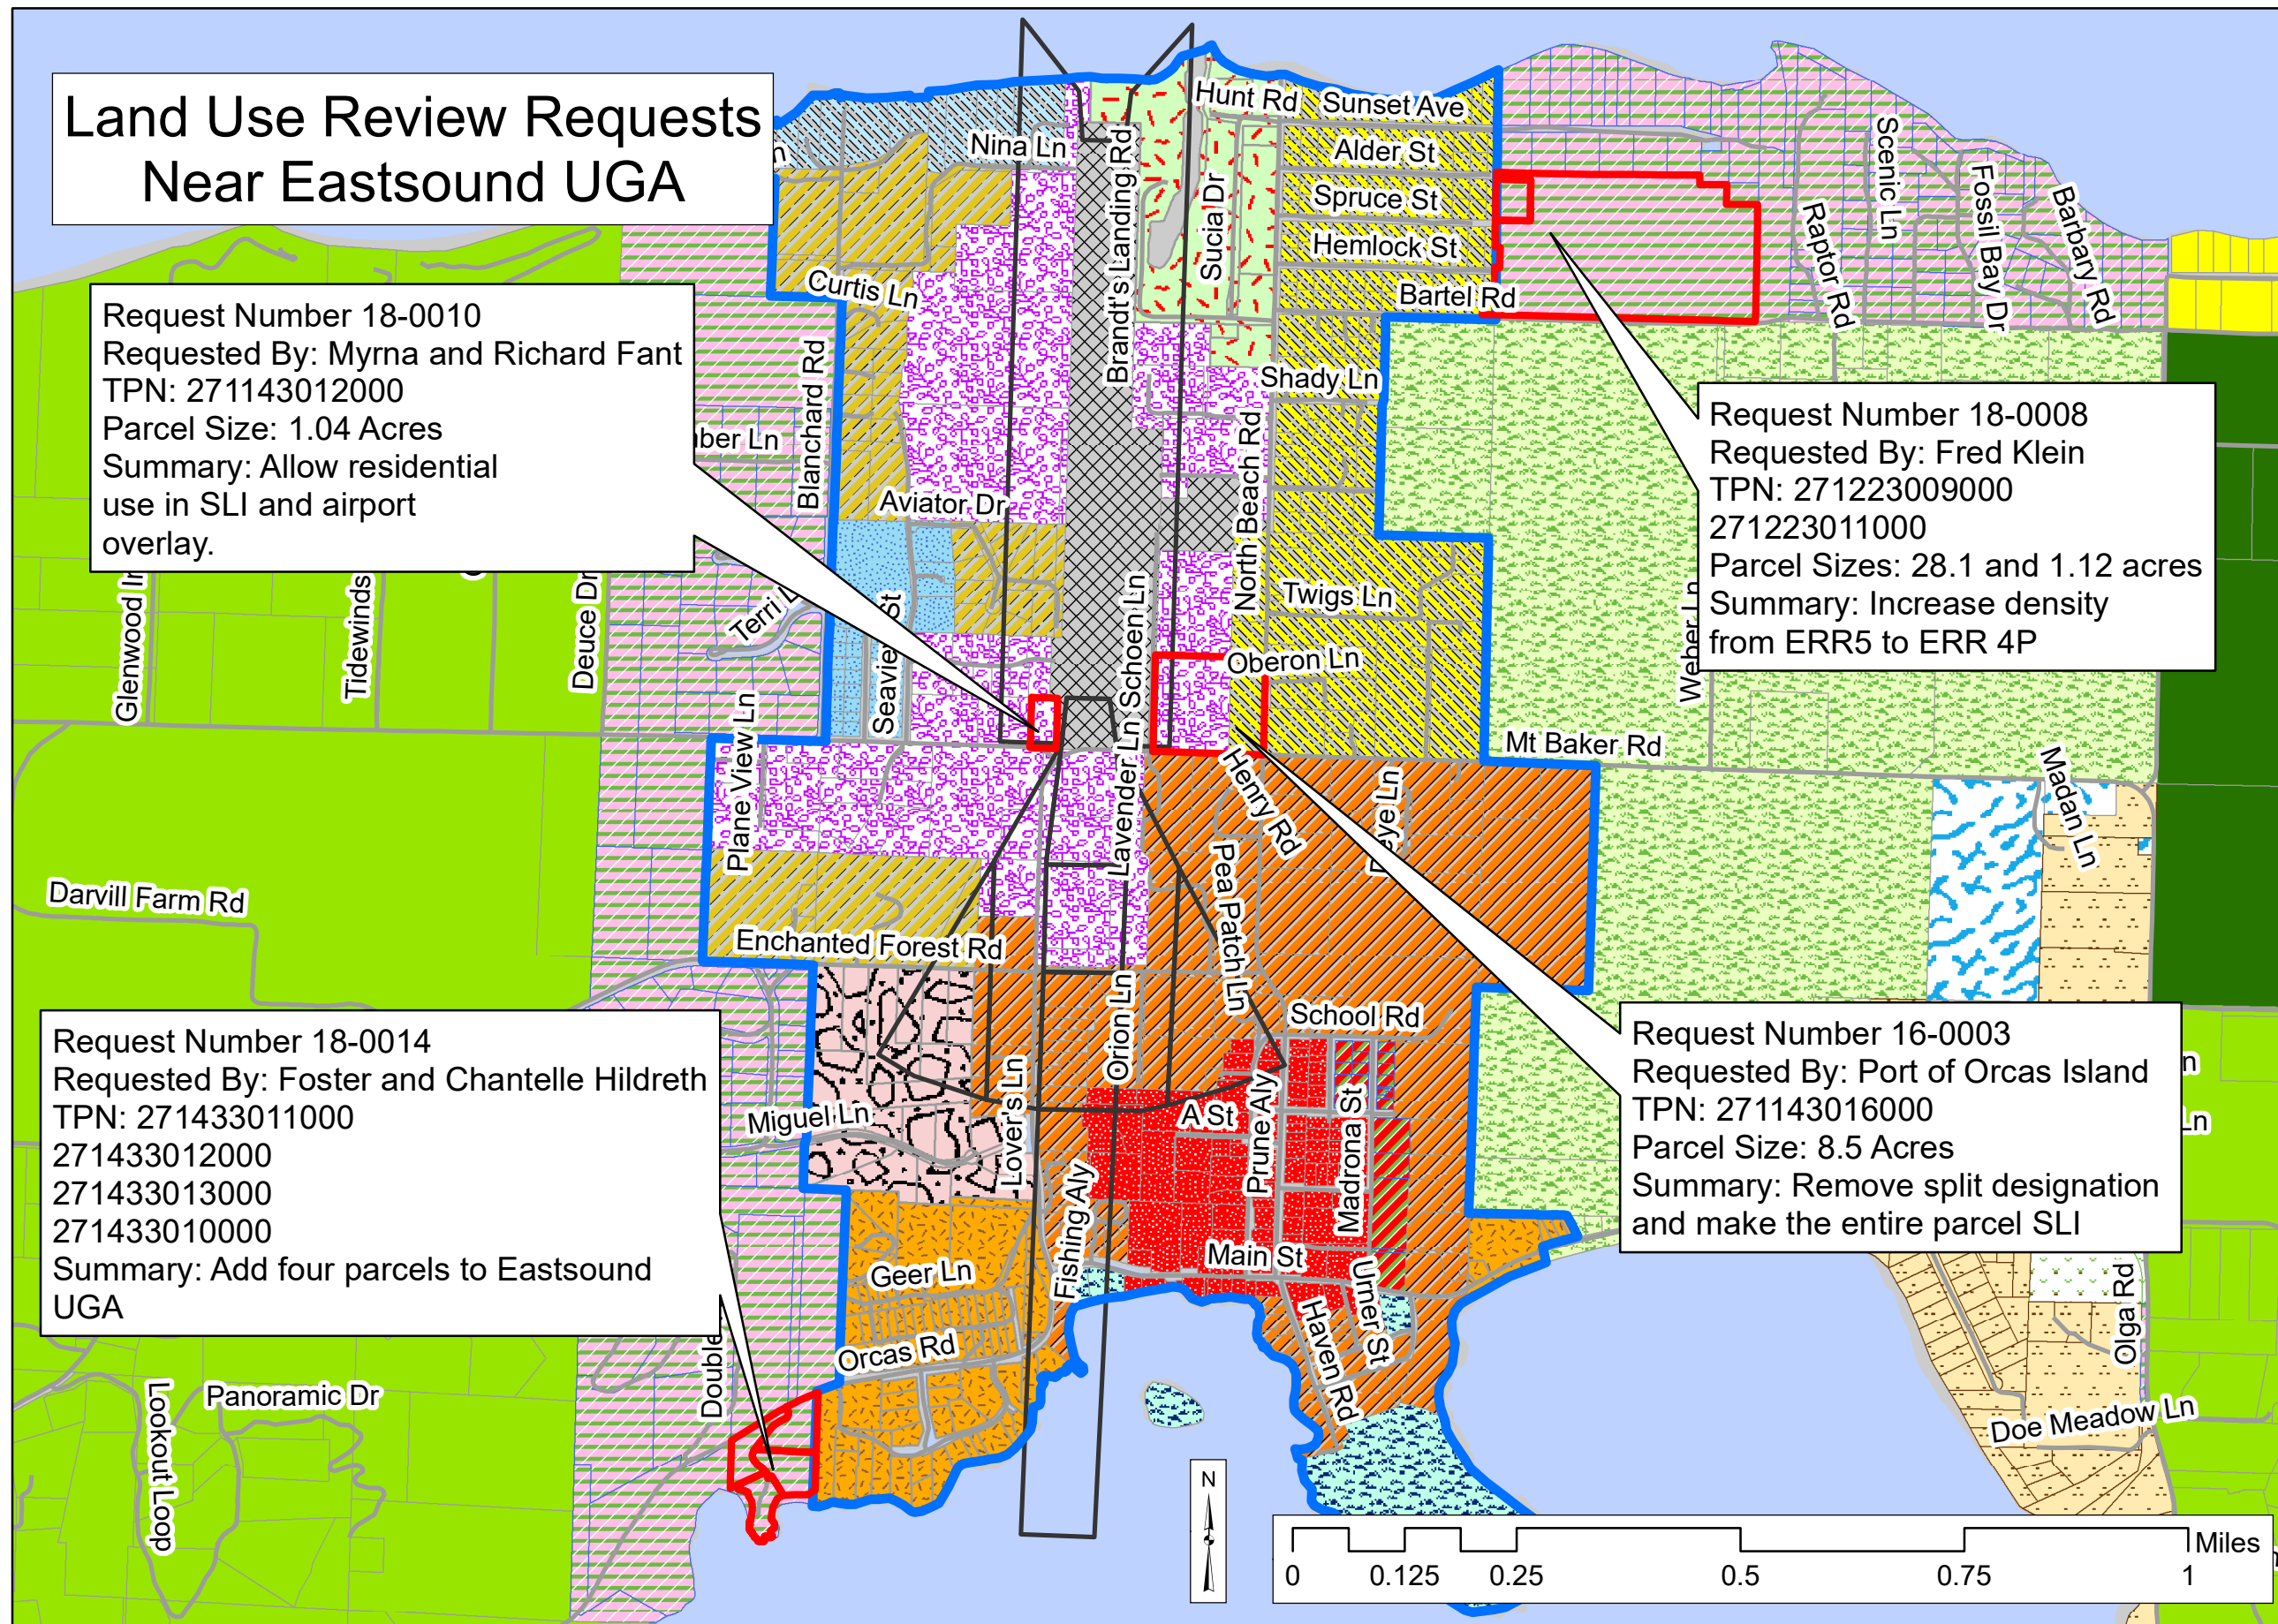 Land Use Review Requests
Near Eastsound UGA
Hunt Rd
Sunset Ave
Nina Ln
Alder St
Spruce St
Hemlock St
Bartel Rd
Brandt's Landing Rd
Sucia Dr
Scenic Ln
Fossil Bay Dr
Barbary Rd
Raptor Rd
Curtis Ln
Blanchard Rd
Shady Ln
Request Number 18-0010
Requested By: Myrna and Richard Fant
TPN: 271143012000
Parcel Size: 1.04 Acres
Summary: Allow residential
use in SLI and airport
overlay.
Request Number 18-0008
Requested By: Fred Klein
TPN: 271223009000
271223011000
Parcel Sizes: 28.1 and 1.12 acres
Summary: Increase density
from ERR5 to ERR 4P
North Beach Rd
Aviator Dr
Twigs Ln
Oberon Ln
Schoen Ln
Seaview St
Tidewinds
Deuce Dr
Plane View Ln
Lavender Ln
Henry Rd
Weber Ln
Mt Baker Rd
Madan Ln
Darvill Farm Rd
Enchanted Forest Rd
Pea Patch Ln
Orion Ln
School Rd
Request Number 18-0014
Requested By: Foster and Chantelle Hildreth
TPN: 271433011000
271433012000
271433013000
271433010000
Summary: Add four parcels to Eastsound
UGA
Request Number 16-0003
Requested By: Port of Orcas Island
TPN: 271143016000
Parcel Size: 8.5 Acres
Summary: Remove split designation
and make the entire parcel SLI
Miguel Ln
Lovers Ln
A St
Prune Aly
Madrona St
Fishing Aly
Main St
Geer Ln
Orcas Rd
Urner St
Haven Rd
Double
Panoramic Dr
Lookout Loop
Olga Rd
Doe Meadow Ln
N
Miles
0 0.125 0.25 0.5 0.75 1